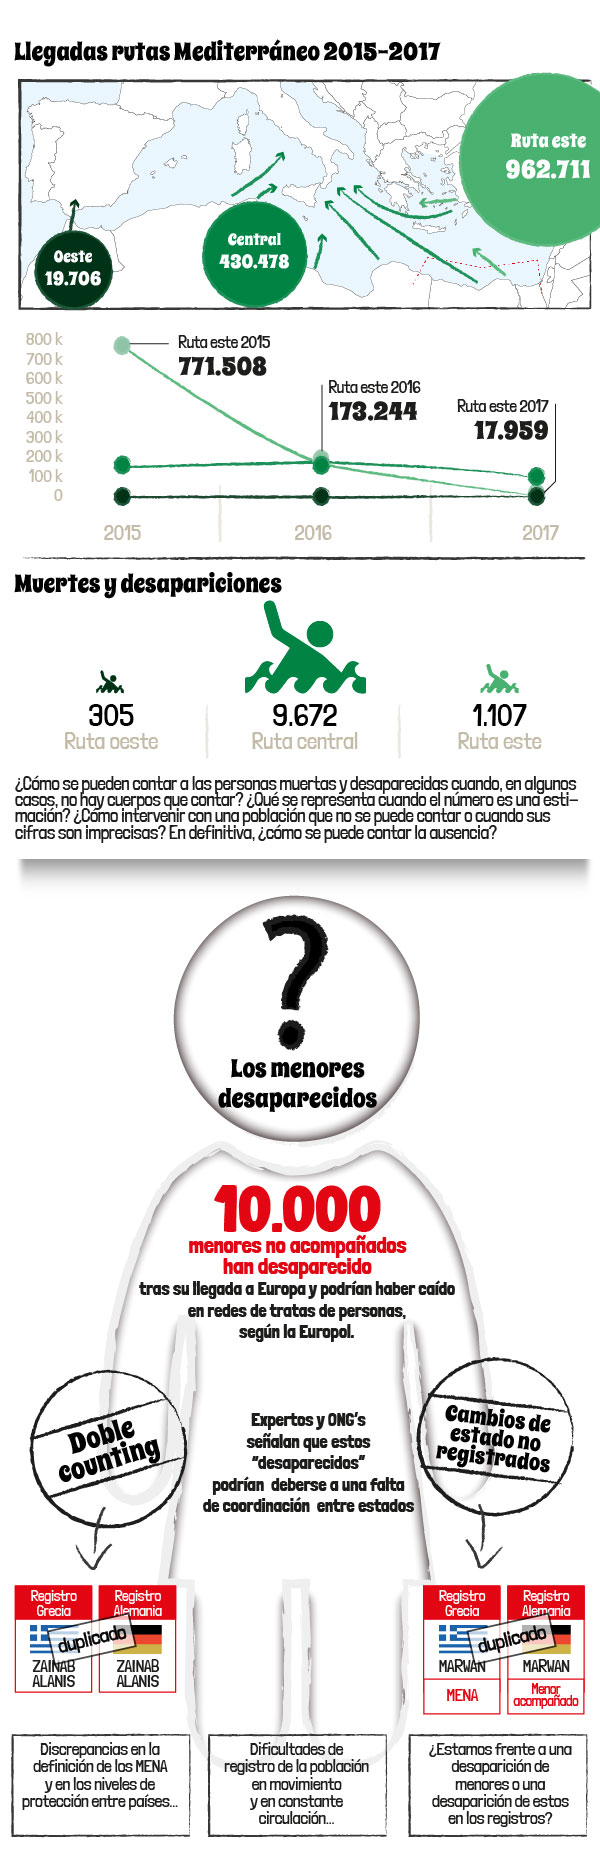 Llegadas rutas Mediterráneo 2015-2017
Ruta este
962.711
Central
430.478
Oeste
19.706
800 k
700 k
600 k
500 k
400 k
300 k
200 k
100 k
0
Ruta este 2015
771.508
Ruta este 2016
173.244
Ruta este 2017
17.959
2015
2016
2017
Muertes y desapariciones
305
Ruta oeste
9.672
Ruta central
1.107
Ruta este
¿Cómo se pueden contar a las personas muertas y desaparecidas cuando, en algunos
casos, no hay cuerpos que contar? ¿Qué se representa cuando el número es una esti-
mación? ¿Cómo intervenir con una población que no se puede contar o cuando sus
cifras son imprecisas? En definitiva, ¿cómo se puede contar la ausencia?
?
Los menores
desaparecidos
10.000
menores no acompañados
han desaparecido
tras su llegada a Europa y podrían haber caído
en redes de tratas de personas,
según la Europol.
Doble
counting
Expertos y ONG's
señalan que estos
"desaparecidos"
podrían deberse a una falta
de coordinación entre estados
Cambios de
estado no
registrados
Registro
Grecia
ZAINAB
ALANIS
Registro
Alemania
ZAINAB
ALANIS
duplicado
Registro
Grecia
MARWAN
MENA
Registro
Alemania
MARWAN
Menor
acompañado
duplicado
Discrepancias en la
definición de los MENA
y en los niveles de
protección entre países...
Dificultades de
registro de la población
en movimiento
y en constante
circulación...
¿Estamos frente a una
desaparición de
menores o una
desaparición de estos
en los registros?